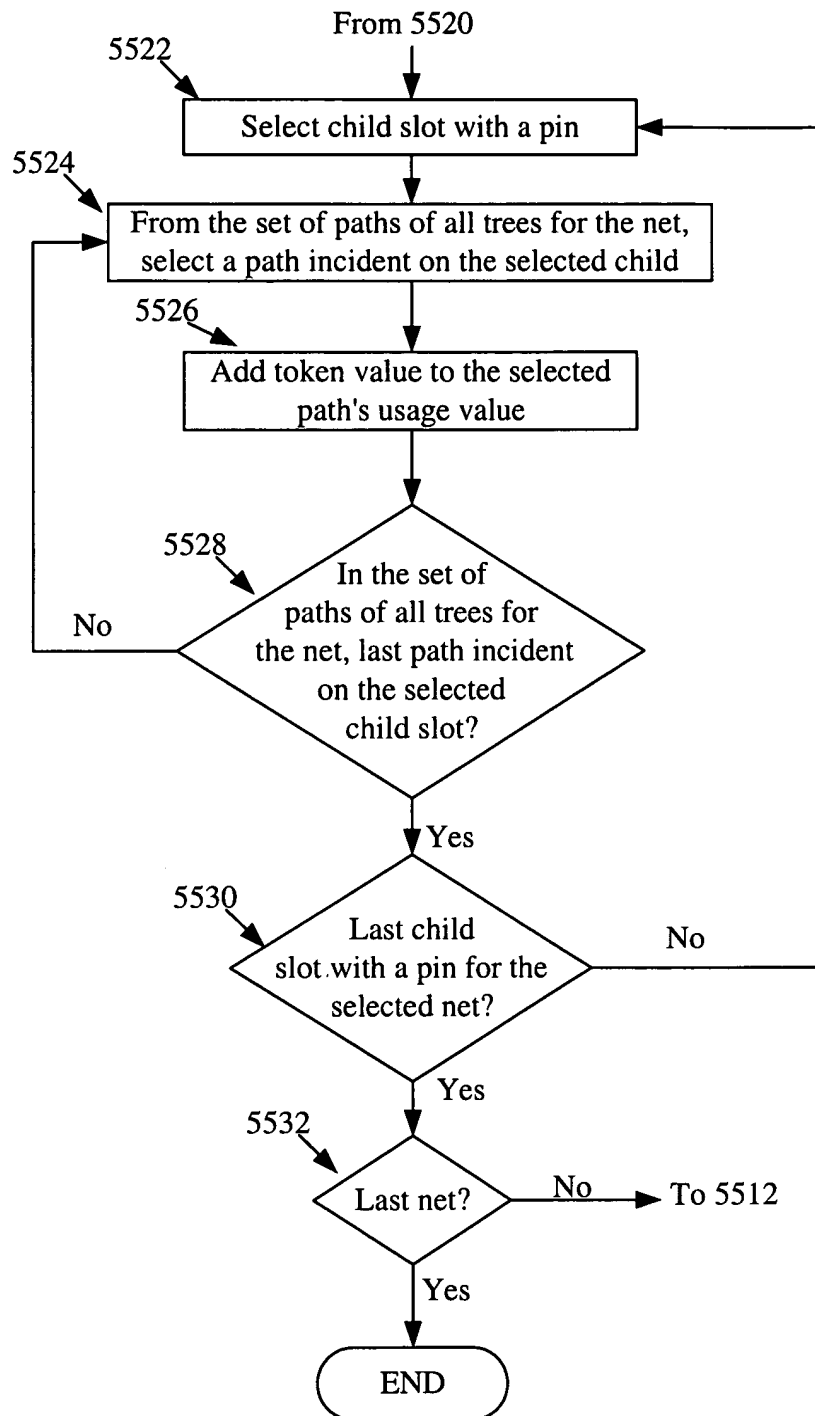 From 5520
5522
Select child slot with a pin
5524
From the set of paths of all trees for the net,
select a path incident on the selected child
5526
Add token value to the selected
path's usage value
5528
In the set of
paths of all trees for
the net, last path incident
on the selected
child slot?
No
Yes
5530
Last child
slot with a pin for the
selected net?
No
Yes
5532
Last net?
No
To 5512
Yes
END